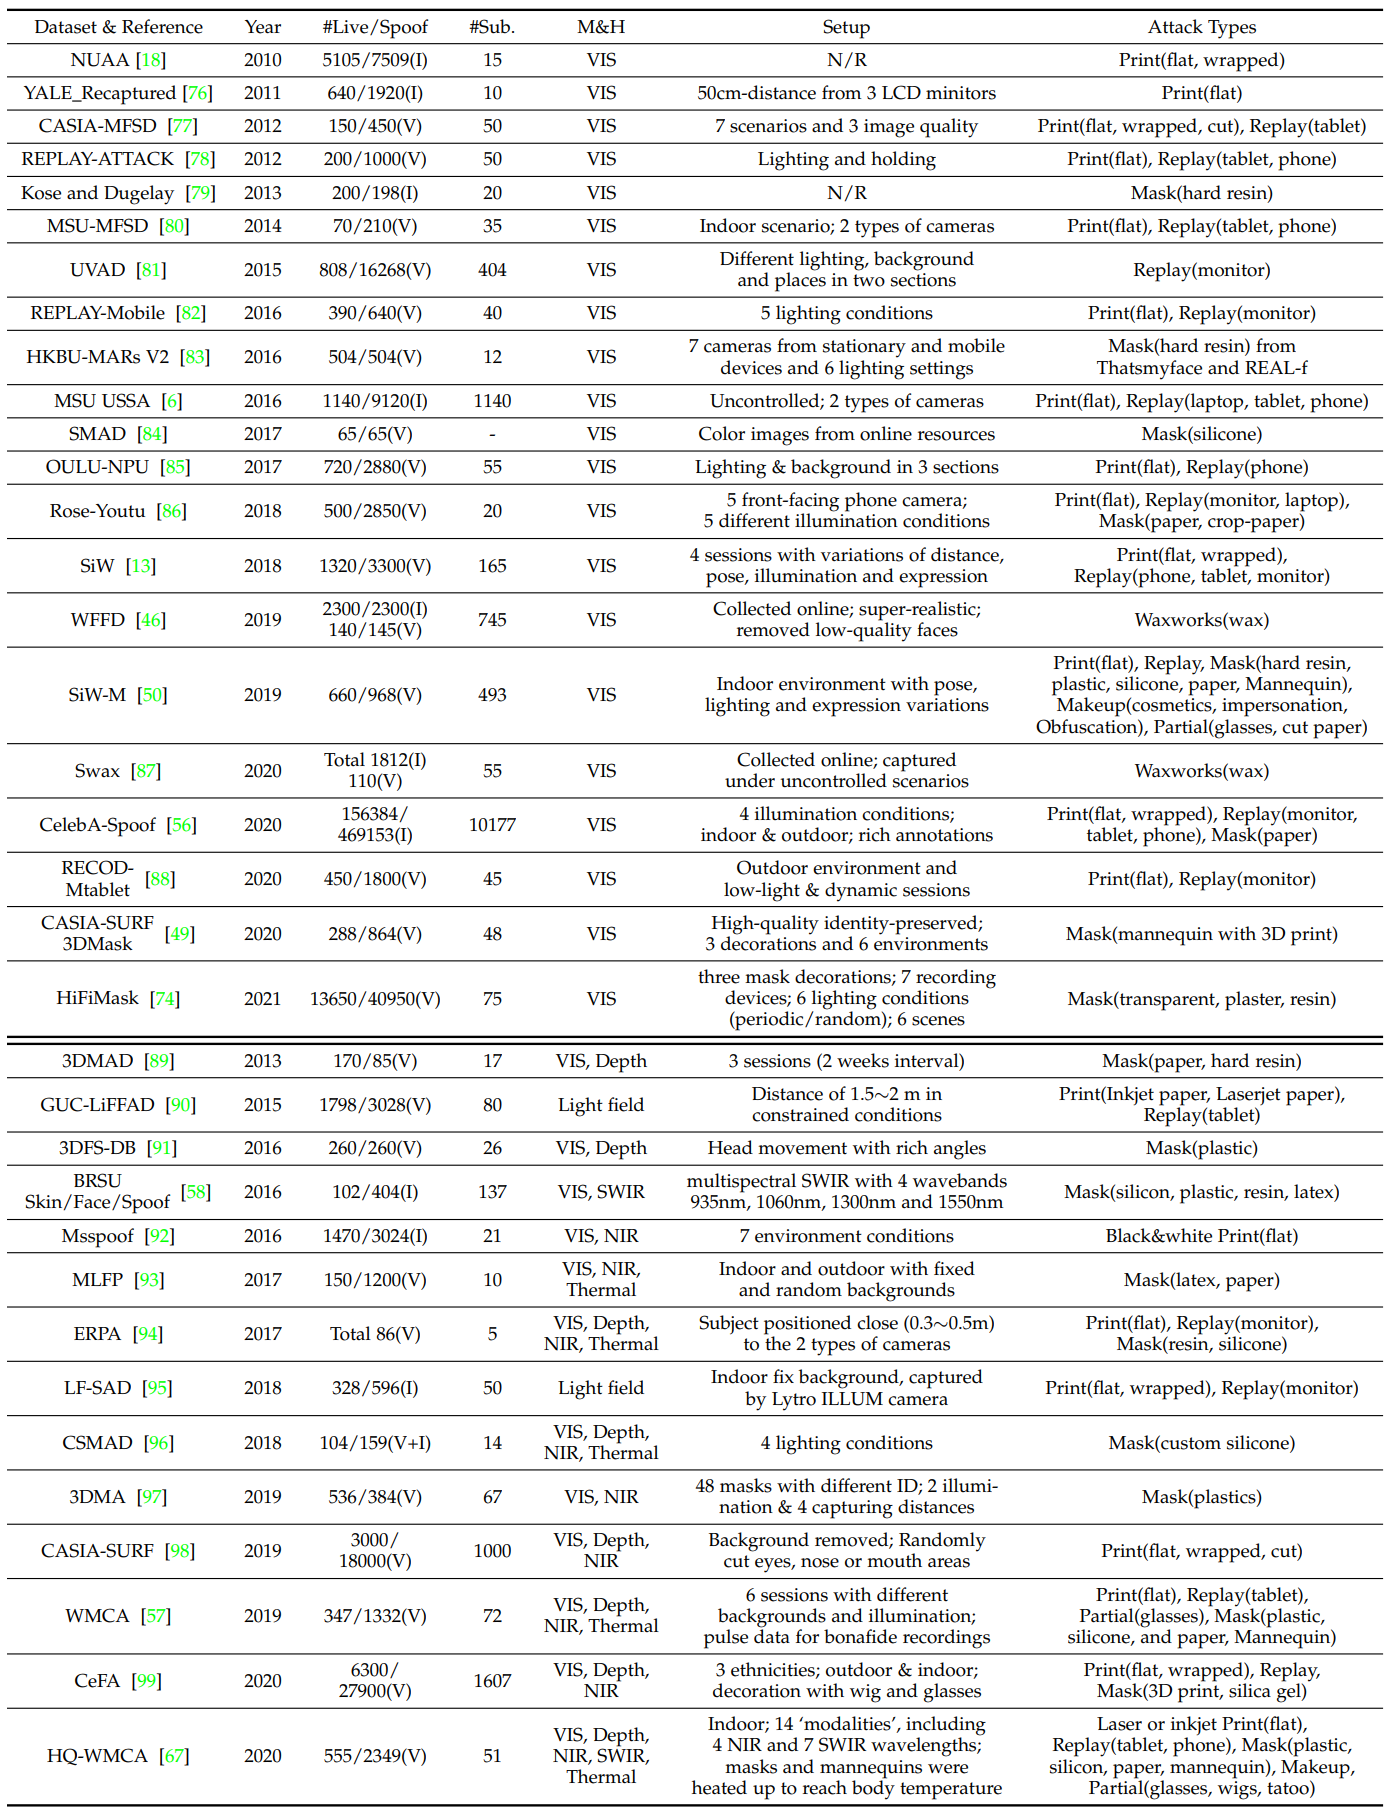 Dataset & Reference Year #Live/Spoof #Sub. M&H Setup Attack Types
NUAA [18] 2010 5105/7509(I) 15 VIS N/R Print(flat, wrapped)
YALE_Recaptured [76] 2011 640/1920(I) 10 VIS 50cm-distance from 3 LCD minitors Print(flat)
CASIA-MFSD [77] 2012 150/450(V) 50 VIS 7 scenarios and 3 image quality Print(flat, wrapped, cut), Replay(tablet)
REPLAY-ATTACK [78] 2012 200/1000(V) 50 VIS Lighting and holding Print(flat), Replay(tablet, phone)
Kose and Dugelay [79] 2013 200/198(I) 20 VIS N/R Mask(hard resin)
MSU-MFSD [80] 2014 70/210(V) 35 VIS Indoor scenario; 2 types of cameras Print(flat), Replay(tablet, phone)
Different lighting, background
UVAD [81] 2015 808/16268(V) 404 VIS Replay(monitor)
and places in two sections
REPLAY-Mobile [82] 2016 390/640(V) 40 VIS 5 lighting conditions Print(flat), Replay(monitor)
7 cameras from stationary and mobile Mask(hard resin) from
HKBU-MARs V2 [83] 2016 504/504(V) 12 VIS
devices and 6 lighting settings Thatsmyface and REAL-f
MSU USSA [6] 2016 1140/9120(I) 1140 VIS Uncontrolled; 2 types of cameras Print(flat), Replay(laptop, tablet, phone)
SMAD [84] 2017 65/65(V) - VIS Color images from online resources Mask(silicone)
OULU-NPU [85] 2017 720/2880(V) 55 VIS Lighting & background in 3 sections Print(flat), Replay(phone)
5 front-facing phone camera; Print(flat), Replay(monitor, laptop),
Rose-Youtu [86] 2018 500/2850(V) 20 VIS
5 different illumination conditions Mask(paper, crop-paper)
4 sessions with variations of distance, Print(flat, wrapped),
SiW [13] 2018 1320/3300(V) 165 VIS
pose, illumination and expression Replay(phone, tablet, monitor)
2300/2300(I) Collected online; super-realistic;
WFFD [46] 2019 745 VIS Waxworks(wax)
140/145(V) removed low-quality faces
Print(flat), Replay, Mask(hard resin,
Indoor environment with pose, plastic, silicone, paper, Mannequin),
SiW-M [50] 2019 660/968(V) 493 VIS
lighting and expression variations Makeup(cosmetics, impersonation,
Obfuscation), Partial(glasses, cut paper)
Total 1812(I) Collected online; captured
Swax [87] 2020 55 VIS Waxworks(wax)
110(V) under uncontrolled scenarios
156384/ 4 illumination conditions; Print(flat, wrapped), Replay(monitor,
CelebA-Spoof [56] 2020 10177 VIS
469153(I) indoor & outdoor; rich annotations tablet, phone), Mask(paper)
RECOD- Outdoor environment and
[88] 2020 450/1800(V) 45 VIS Print(flat), Replay(monitor)
Mtablet low-light & dynamic sessions
CASIA-SURF High-quality identity-preserved;
[49] 2020 288/864(V) 48 VIS Mask(mannequin with 3D print)
3DMask 3 decorations and 6 environments
three mask decorations; 7 recording
HiFiMask [74] 2021 13650/40950(V) 75 VIS devices; 6 lighting conditions Mask(transparent, plaster, resin)
(periodic/random); 6 scenes
3DMAD [89] 2013 170/85(V) 17 VIS, Depth 3 sessions (2 weeks interval) Mask(paper, hard resin)
Distance of 1.5∼2 m in Print(Inkjet paper, Laserjet paper),
GUC-LiFFAD [90] 2015 1798/3028(V) 80 Light field
constrained conditions Replay(tablet)
3DFS-DB [91] 2016 260/260(V) 26 VIS, Depth Head movement with rich angles Mask(plastic)
BRSU multispectral SWIR with 4 wavebands
[58] 2016 102/404(I) 137 VIS, SWIR Mask(silicon, plastic, resin, latex)
Skin/Face/Spoof 935nm, 1060nm, 1300nm and 1550nm
Msspoof [92] 2016 1470/3024(I) 21 VIS, NIR 7 environment conditions Black&white Print(flat)
VIS, NIR, Indoor and outdoor with fixed
MLFP [93] 2017 150/1200(V) 10 Mask(latex, paper)
Thermal and random backgrounds
VIS, Depth, Subject positioned close (0.3∼0.5m) Print(flat), Replay(monitor),
ERPA [94] 2017 Total 86(V) 5
NIR, Thermal to the 2 types of cameras Mask(resin, silicone)
Indoor fix background, captured
LF-SAD [95] 2018 328/596(I) 50 Light field Print(flat, wrapped), Replay(monitor)
by Lytro ILLUM camera
VIS, Depth,
CSMAD [96] 2018 104/159(V+I) 14 4 lighting conditions Mask(custom silicone)
NIR, Thermal
48 masks with different ID; 2 illumi-
3DMA [97] 2019 536/384(V) 67 VIS, NIR Mask(plastics)
nation & 4 capturing distances
3000/ VIS, Depth, Background removed; Randomly
CASIA-SURF [98] 2019 1000 Print(flat, wrapped, cut)
18000(V) NIR cut eyes, nose or mouth areas
6 sessions with different Print(flat), Replay(tablet),
VIS, Depth,
WMCA [57] 2019 347/1332(V) 72 backgrounds and illumination; Partial(glasses), Mask(plastic,
NIR, Thermal
pulse data for bonafide recordings silicone, and paper, Mannequin)
6300/ VIS, Depth, 3 ethnicities; outdoor & indoor; Print(flat, wrapped), Replay,
CeFA [99] 2020 1607
27900(V) NIR decoration with wig and glasses Mask(3D print, silica gel)
Indoor; 14 ‘modalities’, including Laser or inkjet Print(flat),
VIS, Depth, 4 NIR and 7 SWIR wavelengths; Replay(tablet, phone), Mask(plastic,
HQ-WMCA [67] 2020 555/2349(V) 51 NIR, SWIR,
masks and mannequins were silicon, paper, mannequin), Makeup,
Thermal
heated up to reach body temperature Partial(glasses, wigs, tatoo)